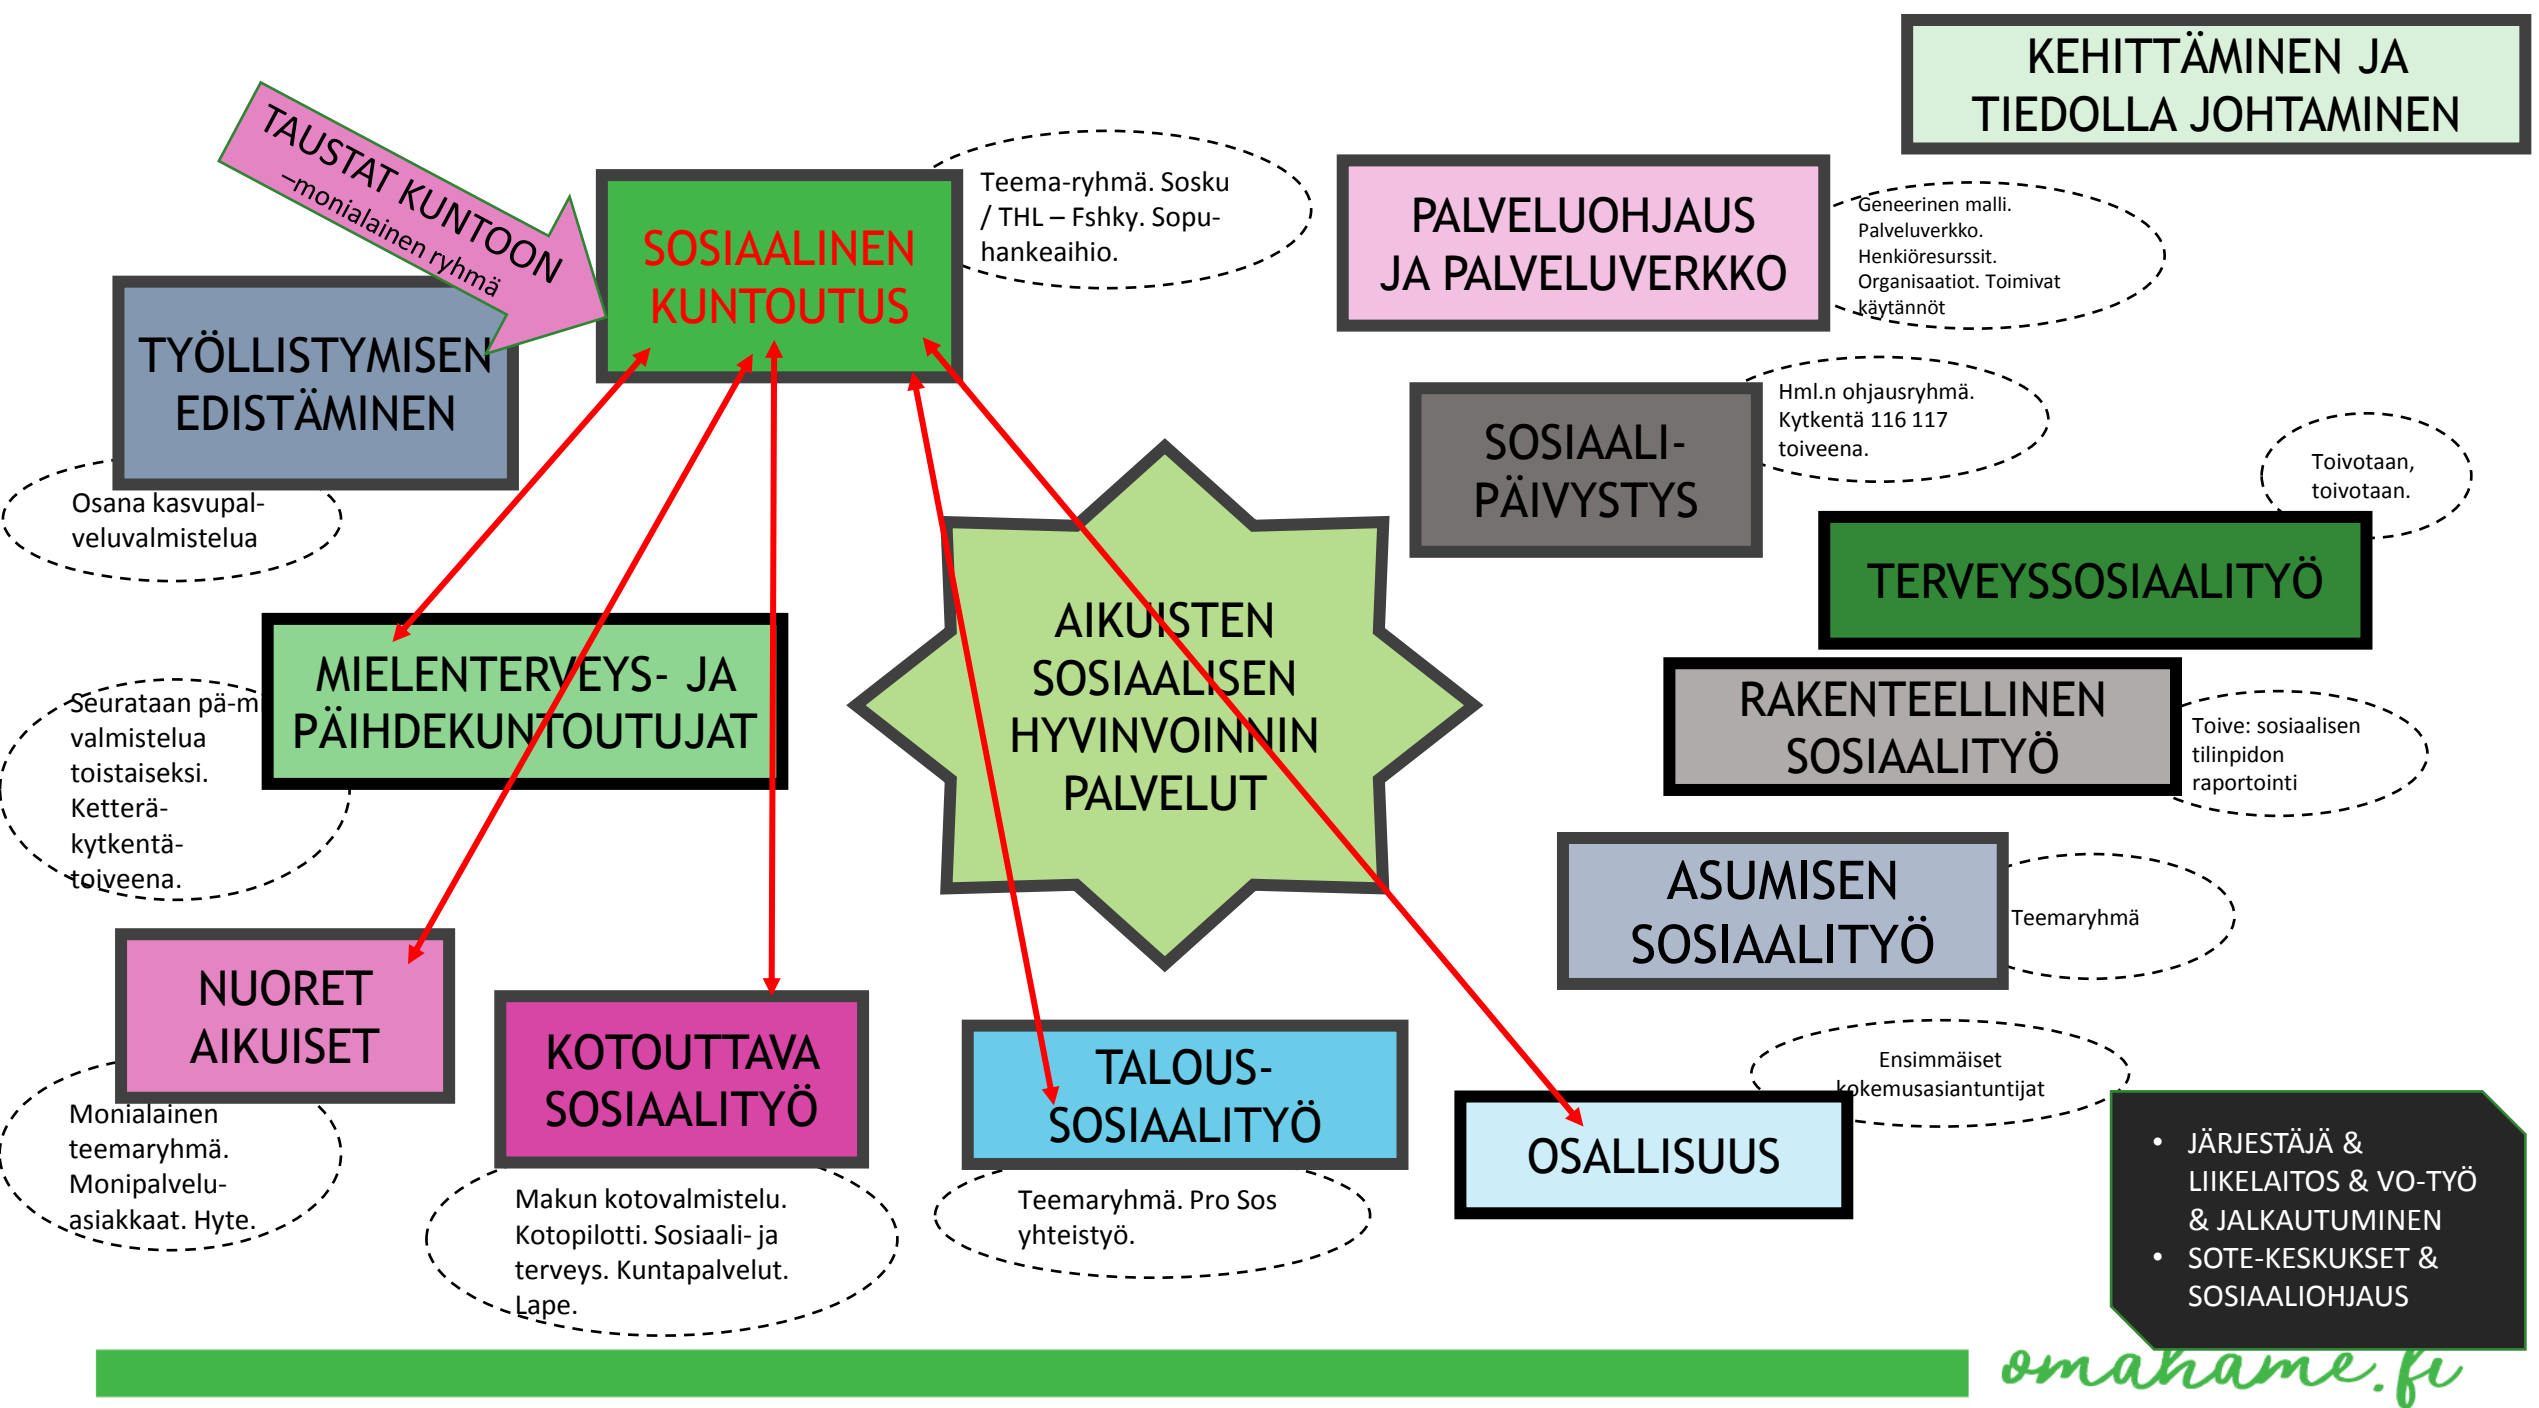 KEHITTÄMINEN JA
TIEDOLLA JOHTAMINEN
TAUSTAT KUNTOON
–monialainen ryhmä
SOSIAALINEN
KUNTOUTUS
Teema-ryhmä. Sosku
/ THL – Fshky. Sopu-
hankeaihio.
PALVELUOHJAUS
JA PALVELUVERKKO
Geneerinen malli.
Palveluverkko.
Henkiöresurssit.
Organisaatiot. Toimivat
käytännöt
TYÖLLISTYMISEN
EDISTÄMINEN
Osana kasvupal-
veluvalmistelua
SOSIAALI-
PÄIVYSTYS
Hml.n ohjausryhmä.
Kytkentä 116 117
toiveena.
Toivotaan,
toivotaan.
TERVEYSSOSIAALITYÖ
AIKUISTEN
SOSIAALISEN
HYVINVOINNIN
PALVELUT
MIELENTERVEYS- JA
PÄIHDEKUNTOUTUJAT
Seurataan pä-m
valmistelua
toistaiseksi.
Ketterä-
kytkentä-
toiveena.
RAKENTEELLINEN
SOSIAALITYÖ
Toive: sosiaalisen
tilinpidon
raportointi
ASUMISEN
SOSIAALITYÖ
Teemaryhmä
NUORET
AIKUISET
Monialainen
teemaryhmä.
Monipalvelu-
asiakkaat. Hyte.
KOTOUTTAVA
SOSIAALITYÖ
Makun kotovalmistelu.
Kotopilotti. Sosiaali- ja
terveys. Kuntapalvelut.
Lape.
TALOUS-
SOSIAALITYÖ
Teemaryhmä. Pro Sos
yhteistyö.
Ensimmäiset
kokemusasiantuntijat
OSALLISUUS
• JÄRJESTÄJÄ &
LIIKELAITOS & VO-TYÖ
& JALKAUTUMINEN
• SOTE-KESKUKSET &
SOSIAALIOHJAUS
omahame.fi